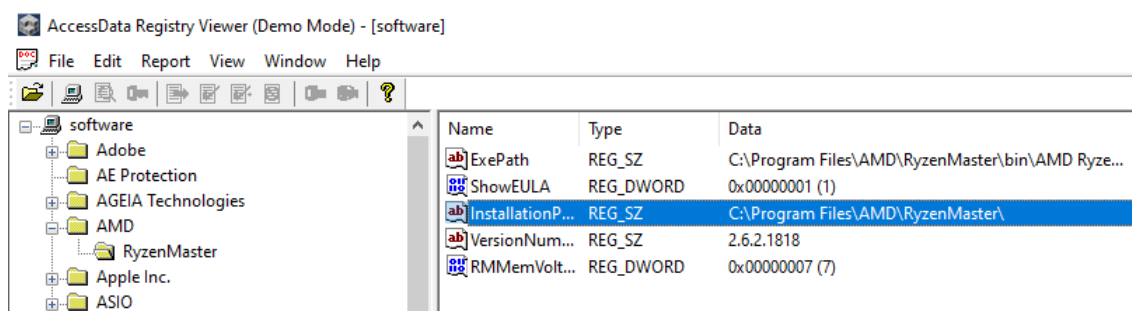 AccessData Registry Viewer (Demo Mode) - [software]
File Edit Report View Window Help
software
Adobe
AE Protection
AGEIA Technologies
AMD
RyzenMaster
Apple Inc.
ASIO
Name Type Data
ExePath REG_SZ C:\Program Files\AMD\RyzenMaster\bin\AMD Ryze...
ShowEULA REG_DWORD 0x00000001 (1)
InstallationP... REG_SZ C:\Program Files\AMD\RyzenMaster\
VersionNum... REG_SZ 2.6.2.1818
RMMemVolt... REG_DWORD 0x00000007 (7)